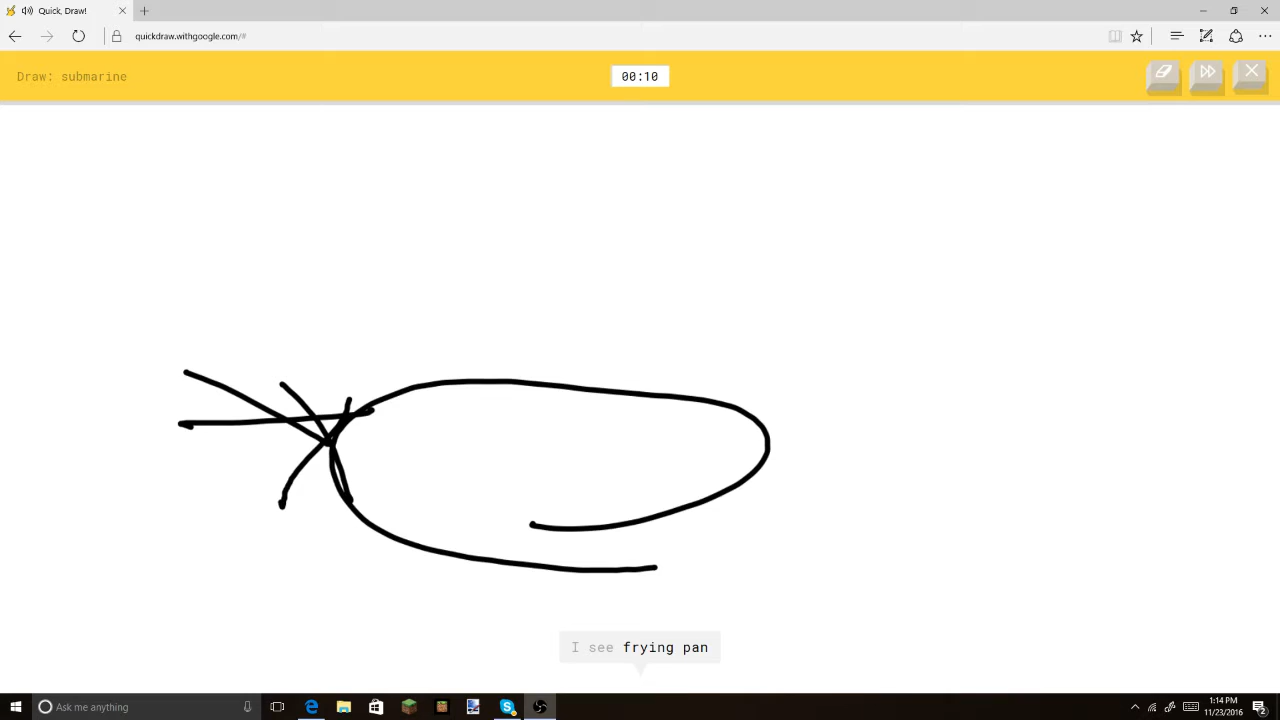 Quick, Draw!
quickdraw.withgoogle.com/#
Draw: submarine
00:10
I see frying pan
Ask me anything
1:14 PM
11/23/2016
2